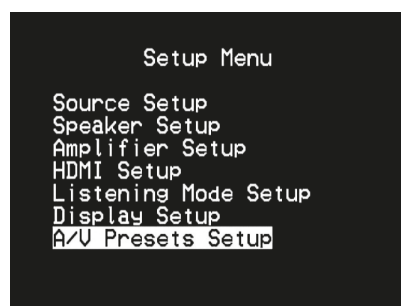 Setup Menu
Source Setup
Speaker Setup
Amplifier Setup
HDMI Setup
Listening Mode Setup
Display Setup
A/V Presets Setup